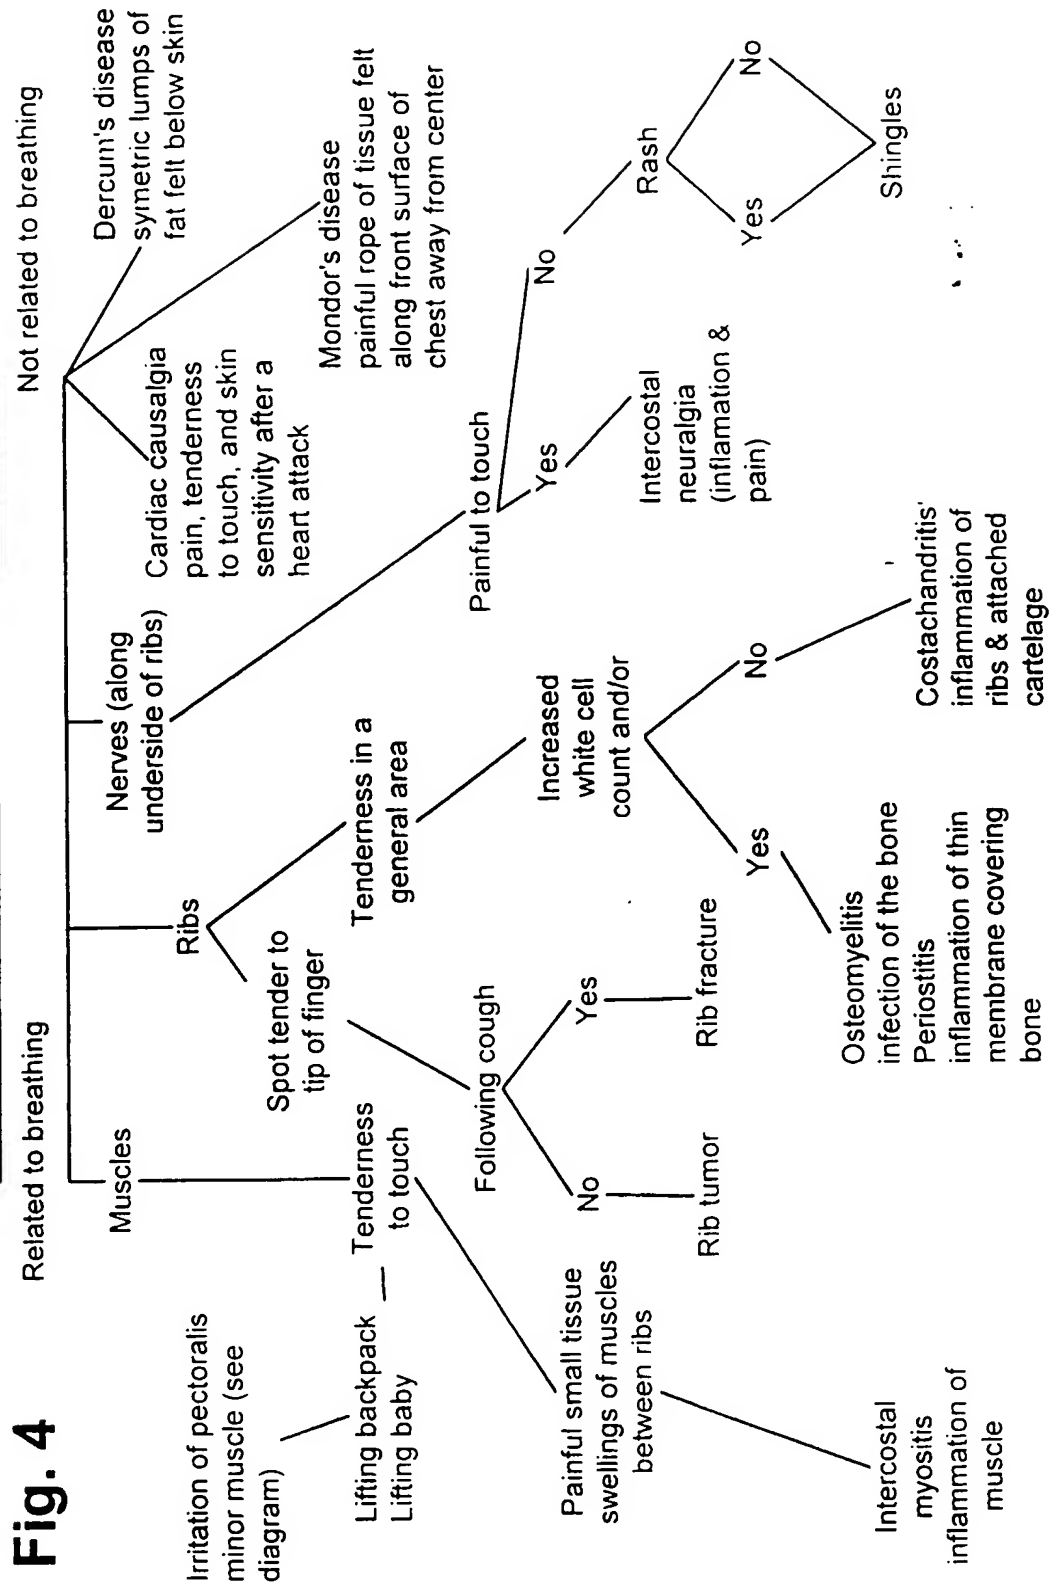 Fig. 4
Related to breathing
Not related to breathing
Muscles
Ribs
Nerves (along
underside of ribs)
Cardiac causalgia
pain, tenderness
to touch, and skin
sensitivity after a
heart attack
Dercum's disease
symetric lumps of
fat felt below skin
Mondor's disease
painful rope of tissue felt
along front surface of
chest away from center
Irritation of pectoralis
minor muscle (see
diagram)
Lifting backpack
Lifting baby
Tenderness
to touch
Spot tender to
tip of finger
Tenderness in a
general area
Painful to touch
Yes
No
Following cough
No
Yes
Rib tumor
Rib fracture
Increased
white cell
count and/or
Yes
No
Intercostal
neuralgia
(inflamation &
pain)
Rash
Yes
No
Shingles
Painful small tissue
swellings of muscles
between ribs
Intercostal
myositis
inflamation of
muscle
Osteomyelitis
infection of the bone
Periostitis
inflammation of thin
membrane covering
bone
Costachandritis'
inflamation of
ribs & attached
cartelage